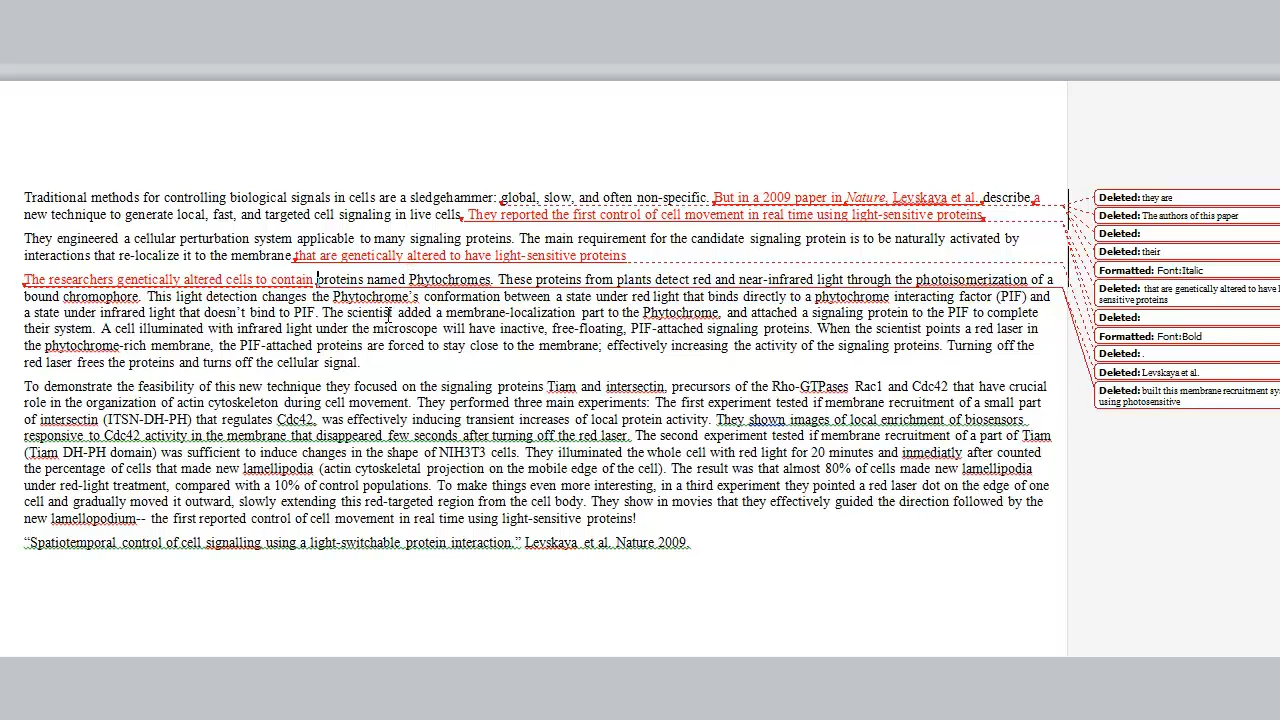 Traditional methods for controlling biological signals in cells are a sledgehammer: global, slow, and often non-specific. But in a 2009 paper in Nature, Levskaya et al. describe a
new technique to generate local, fast, and targeted cell signaling in live cells. They reported the first control of cell movement in real time using light-sensitive proteins.
They engineered a cellular perturbation system applicable to many signaling proteins. The main requirement for the candidate signaling protein is to be naturally activated by
interactions that re-localize it to the membrane that are genetically altered to have light-sensitive proteins
The researchers genetically altered cells to contain proteins named Phytochromes. These proteins from plants detect red and near-infrared light through the photoisomerization of a
bound chromophore. This light detection changes the Phytochrome's conformation between a state under red light that binds directly to a phytochrome interacting factor (PIF) and
a state under infrared light that doesn't bind to PIF. The scientist added a membrane-localization part to the Phytochrome, and attached a signaling protein to the PIF to complete
their system. A cell illuminated with infrared light under the microscope will have inactive, free-floating, PIF-attached signaling proteins. When the scientist points a red laser in
the phytochrome-rich membrane, the PIF-attached proteins are forced to stay close to the membrane; effectively increasing the activity of the signaling proteins. Turning off the
red laser frees the proteins and turns off the cellular signal.
To demonstrate the feasibility of this new technique they focused on the signaling proteins Tiam and intersectin, precursors of the Rho-GTPases Rac1 and Cdc42 that have crucial
role in the organization of actin cytoskeleton during cell movement. They performed three main experiments: The first experiment tested if membrane recruitment of a small part
of intersectin (ITSN-DH-PH) that regulates Cdc42, was effectively inducing transient increases of local protein activity. They shown images of local enrichment of biosensors
responsive to Cdc42 activity in the membrane that disappeared few seconds after turning off the red laser. The second experiment tested if membrane recruitment of a part of Tiam
(Tiam DH-PH domain) was sufficient to induce changes in the shape of NIH3T3 cells. They illuminated the whole cell with red light for 20 minutes and inmediatly after counted
the percentage of cells that made new lamellipodia (actin cytoskeletal projection on the mobile edge of the cell). The result was that almost 80% of cells made new lamellipodia
under red-light treatment, compared with a 10% of control populations. To make things even more interesting, in a third experiment they pointed a red laser dot on the edge of one
cell and gradually moved it outward, slowly extending this red-targeted region from the cell body. They show in movies that they effectively guided the direction followed by the
new lamellopodium-- the first reported control of cell movement in real time using light-sensitive proteins!
“Spatiotemporal control of cell signalling using a light-switchable protein interaction.” Levskaya et al. Nature 2009.
Deleted: they are
Deleted: The authors of this paper
Deleted:
Deleted: their
Formatted: Font:Italic
Deleted: that are genetically altered to have l
sensitive proteins
Deleted:
Formatted: Font:Bold
Deleted: .
Deleted: Levskaya et al.
Deleted: built this membrane recruitment sy
using photosensitive